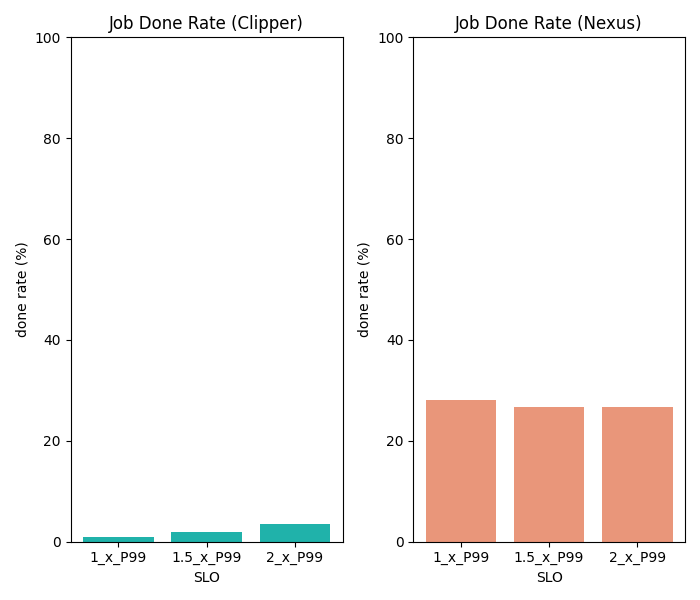 Job Done Rate (Clipper)
100
80
60
40
20
0
done rate (%)
1_x_P99 1.5_x_P99 2_x_P99
SLO
Job Done Rate (Nexus)
100
80
60
40
20
0
done rate (%)
1_x_P99 1.5_x_P99 2_x_P99
SLO